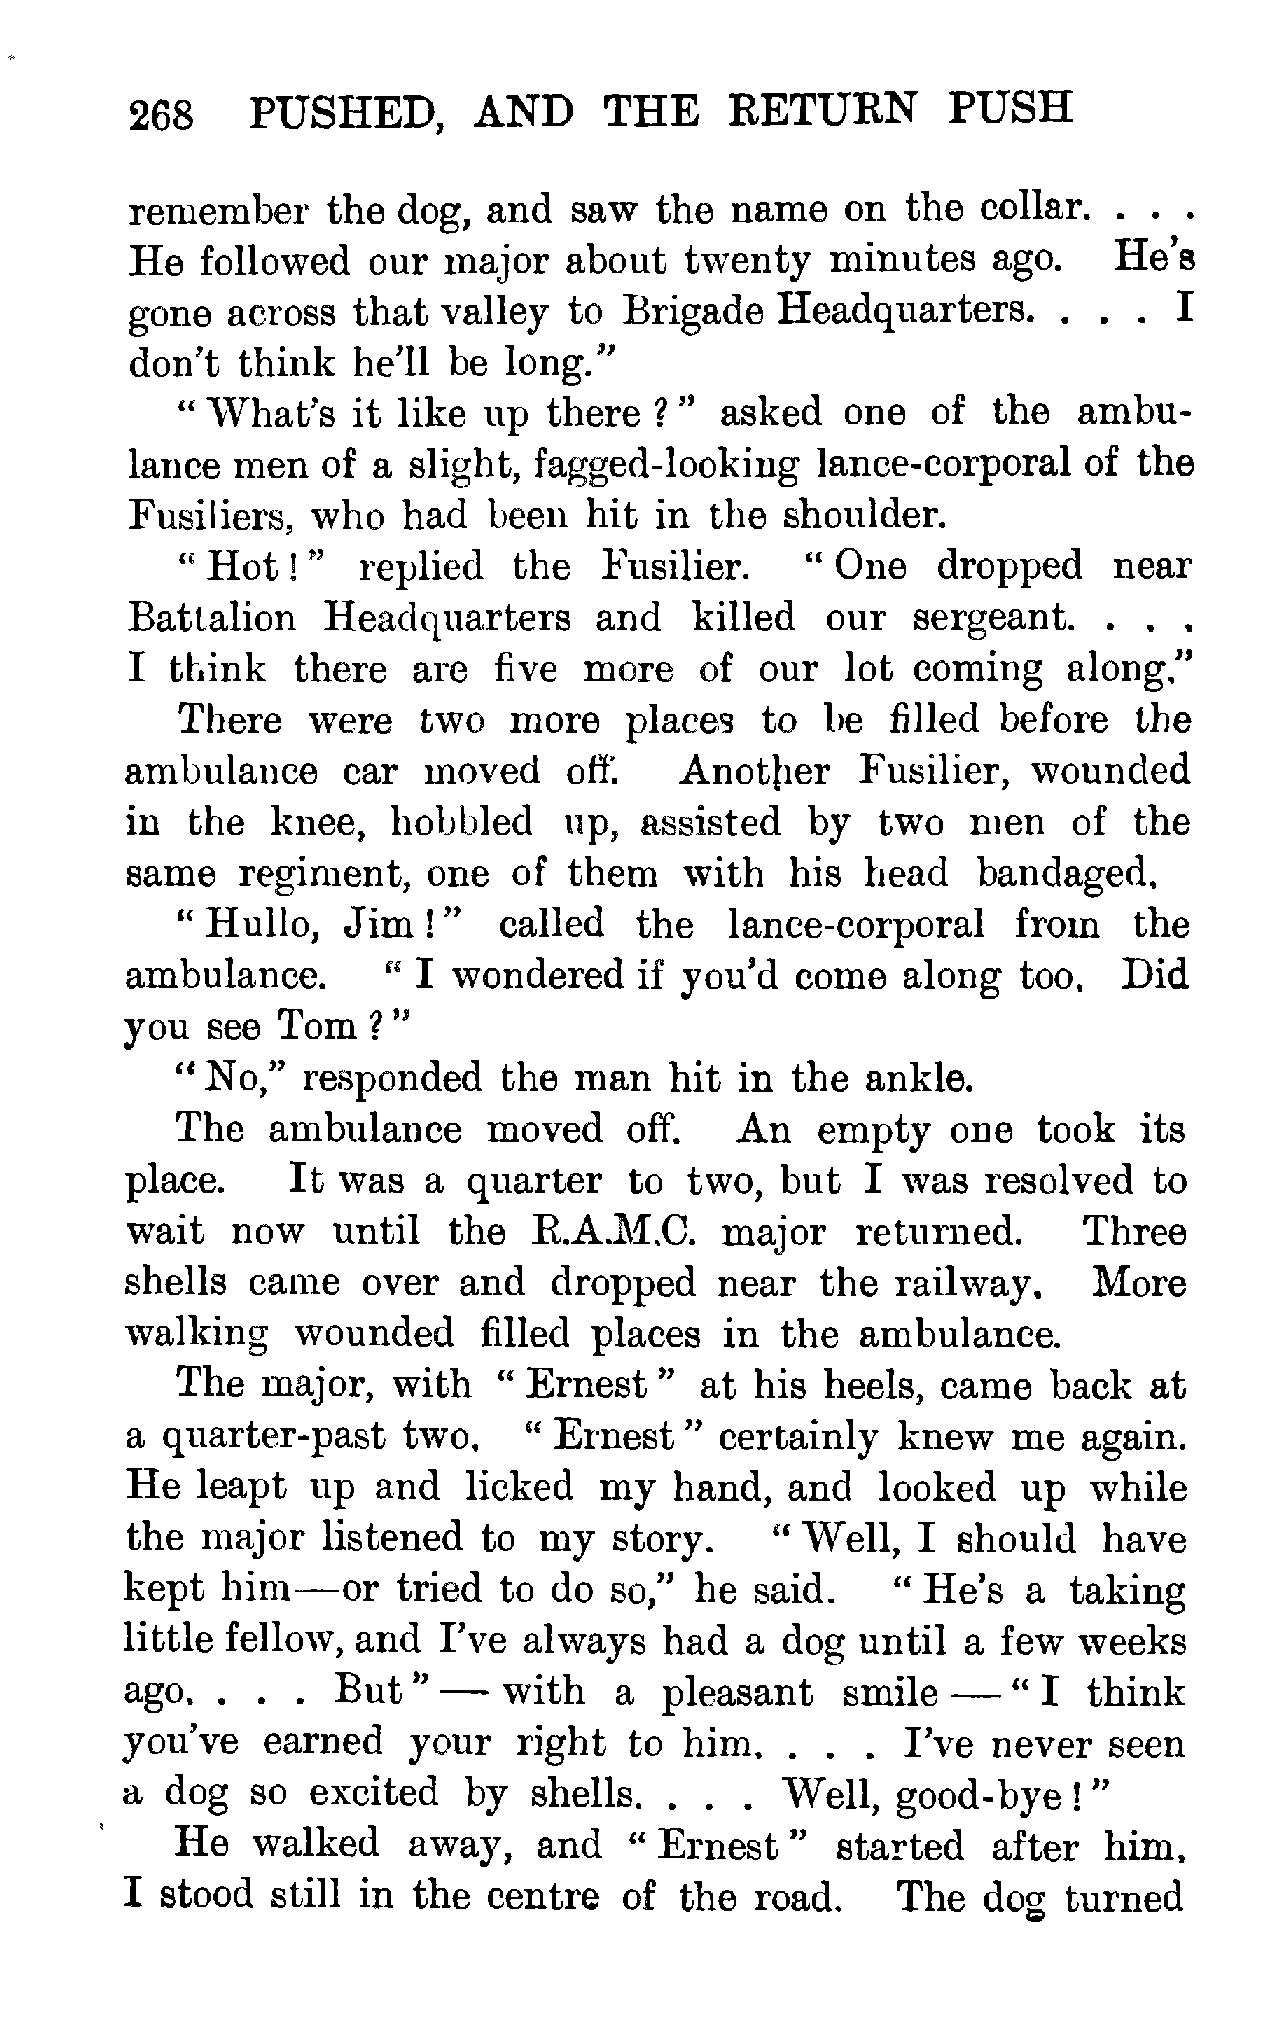 268 PUSHED, AND THE RETURN PUSH
remember the dog, and saw the name on the collar. . . .
He followed our major about twenty minutes ago. He's
gone across that valley to Brigade Headquarters. . . . I
don't think he'll be long."
" What's it like up there ? " asked one of the ambu-
lance men of a slight, fagged-looking lance-corporal of the
Fusiliers, who had been hit in the shoulder.
" Hot ! " replied the Fusilier. " One dropped near
Battalion Headquarters and killed our sergeant. . . .
I think there are five more of our lot coming along."
There were two more places to be filled before the
ambulance car moved off. Another Fusilier, wounded
in the knee, hobbled up, assisted by two men of the
same regiment, one of them with his head bandaged.
" Hullo, Jim ! " called the lance-corporal from the
ambulance. " I wondered if you'd come along too. Did
you see Tom ? "
" No," responded the man hit in the ankle.
The ambulance moved off. An empty one took its
place. It was a quarter to two, but I was resolved to
wait now until the R.A.M.C. major returned. Three
shells came over and dropped near the railway. More
walking wounded filled places in the ambulance.
The major, with " Ernest " at his heels, came back at
a quarter-past two. " Ernest " certainly knew me again.
He leapt up and licked my hand, and looked up while
the major listened to my story. " Well, I should have
kept him—or tried to do so," he said. " He's a taking
little fellow, and I've always had a dog until a few weeks
ago. . . . But " — with a pleasant smile — " I think
you've earned your right to him. . . . I've never seen
a dog so excited by shells. . . . Well, good-bye ! "
He walked away, and " Ernest " started after him.
I stood still in the centre of the road. The dog turned